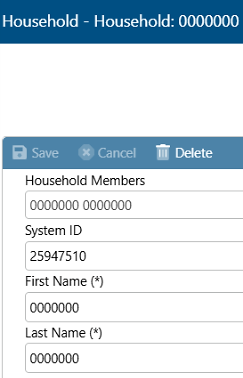 Household - Household: 0000000
Save Cancel Delete
Household Members
0000000 0000000
System ID
25947510
First Name (*)
0000000
Last Name (*)
0000000